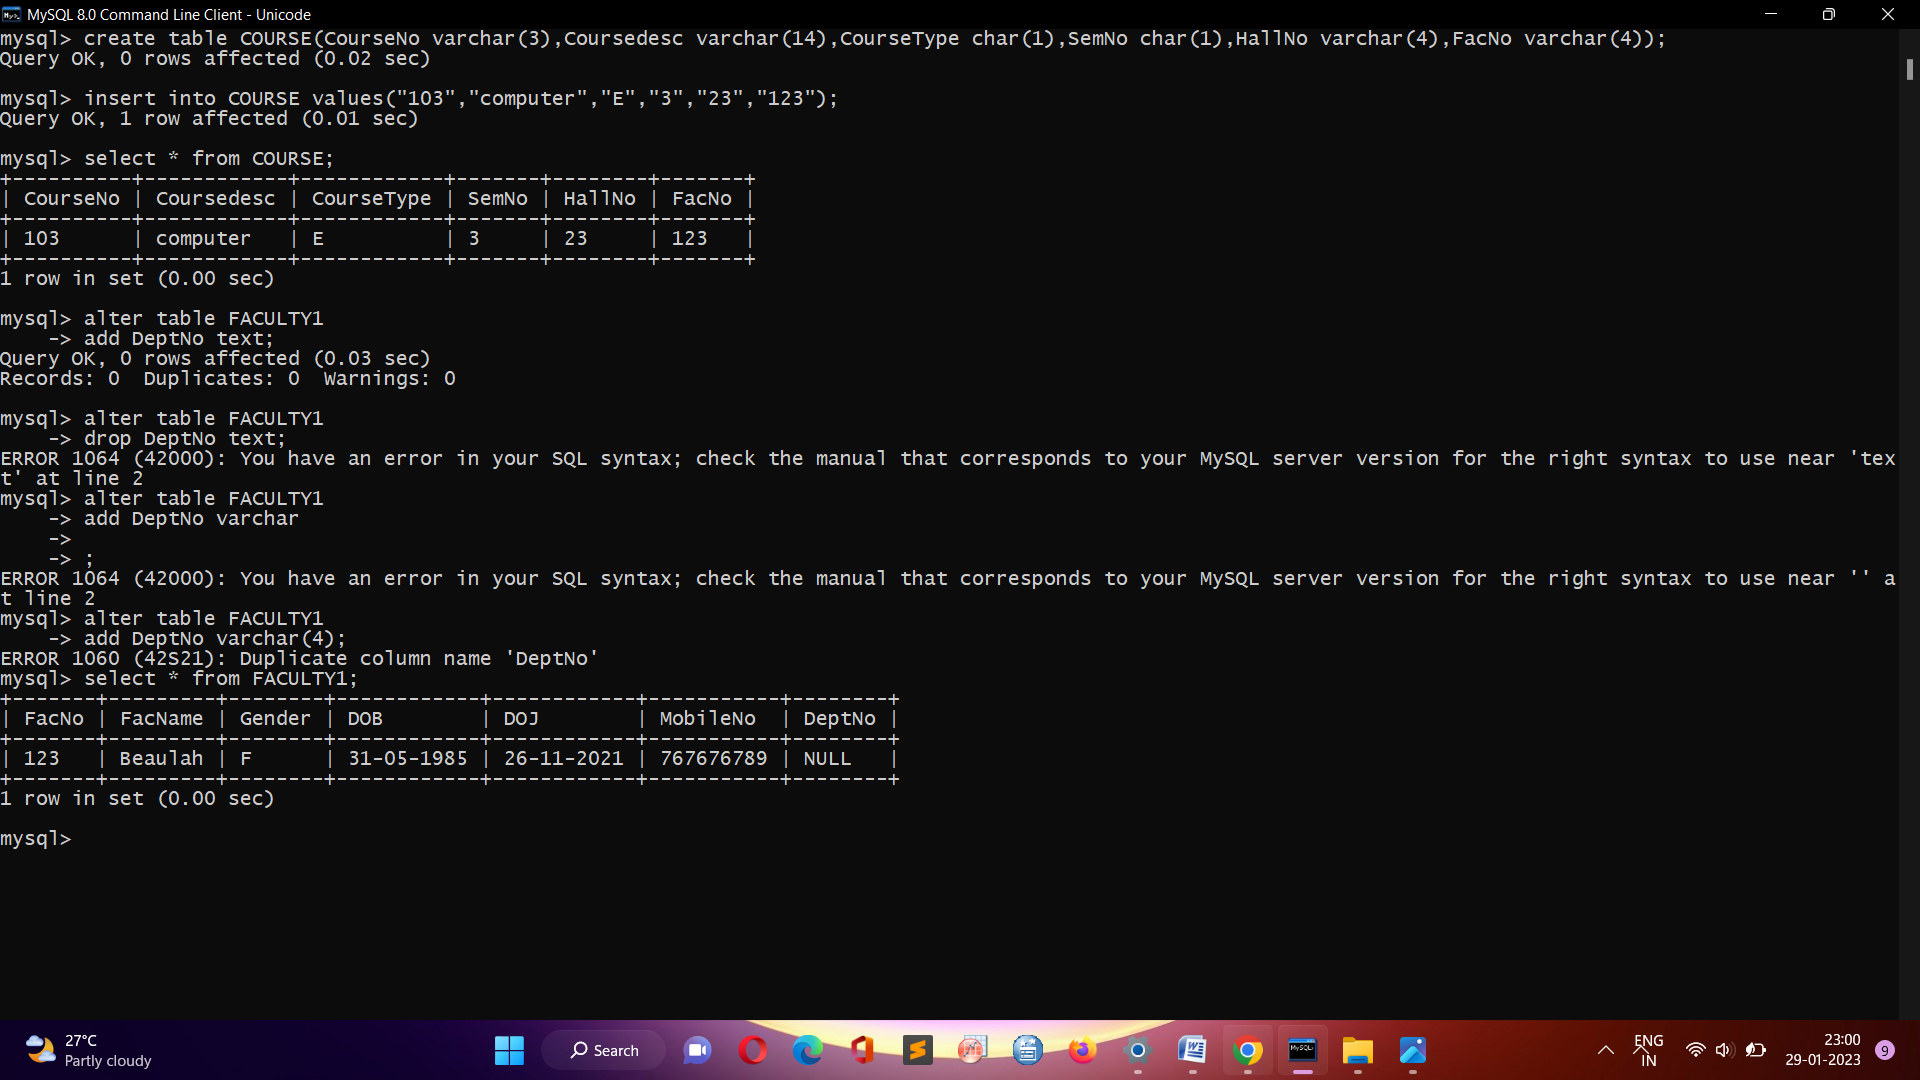 MySQL 8.0 Command Line Client - Unicode
mysql> create table COURSE(CourseNo varchar(3),Coursedesc varchar(14),CourseType char(1),SemNo char(1),HallNo varchar(4),FacNo varchar(4));
Query OK, 0 rows affected (0.02 sec)
mysql> insert into COURSE values("103","computer","E","3","23","123");
Query OK, 1 row affected (0.01 sec)
mysql> select * from COURSE;
+----------+------------+------------+-------+--------+-------+
| CourseNo | Coursedesc | CourseType | SemNo | HallNo | FacNo |
+----------+------------+------------+-------+--------+-------+
| 103      | computer   | E          | 3     | 23     | 123   |
+----------+------------+------------+-------+--------+-------+
1 row in set (0.00 sec)
mysql> alter table FACULTY1
    -> add DeptNo text;
Query OK, 0 rows affected (0.03 sec)
Records: 0  Duplicates: 0  Warnings: 0
mysql> alter table FACULTY1
    -> drop DeptNo text;
ERROR 1064 (42000): You have an error in your SQL syntax; check the manual that corresponds to your MySQL server version for the right syntax to use near 'tex
t' at line 2
mysql> alter table FACULTY1
    -> add DeptNo varchar
    ->
    -> ;
ERROR 1064 (42000): You have an error in your SQL syntax; check the manual that corresponds to your MySQL server version for the right syntax to use near '' a
t line 2
mysql> alter table FACULTY1
    -> add DeptNo varchar(4);
ERROR 1060 (42S21): Duplicate column name 'DeptNo'
mysql> select * from FACULTY1;
+-------+---------+--------+------------+------------+-----------+--------+
| FacNo | FacName | Gender | DOB        | DOJ        | MobileNo  | DeptNo |
+-------+---------+--------+------------+------------+-----------+--------+
| 123   | Beaulah | F      | 31-05-1985 | 26-11-2021 | 767676789 | NULL   |
+-------+---------+--------+------------+------------+-----------+--------+
1 row in set (0.00 sec)
mysql>
27°C
Partly cloudy
Search
ENG
IN
23:00
29-01-2023
9